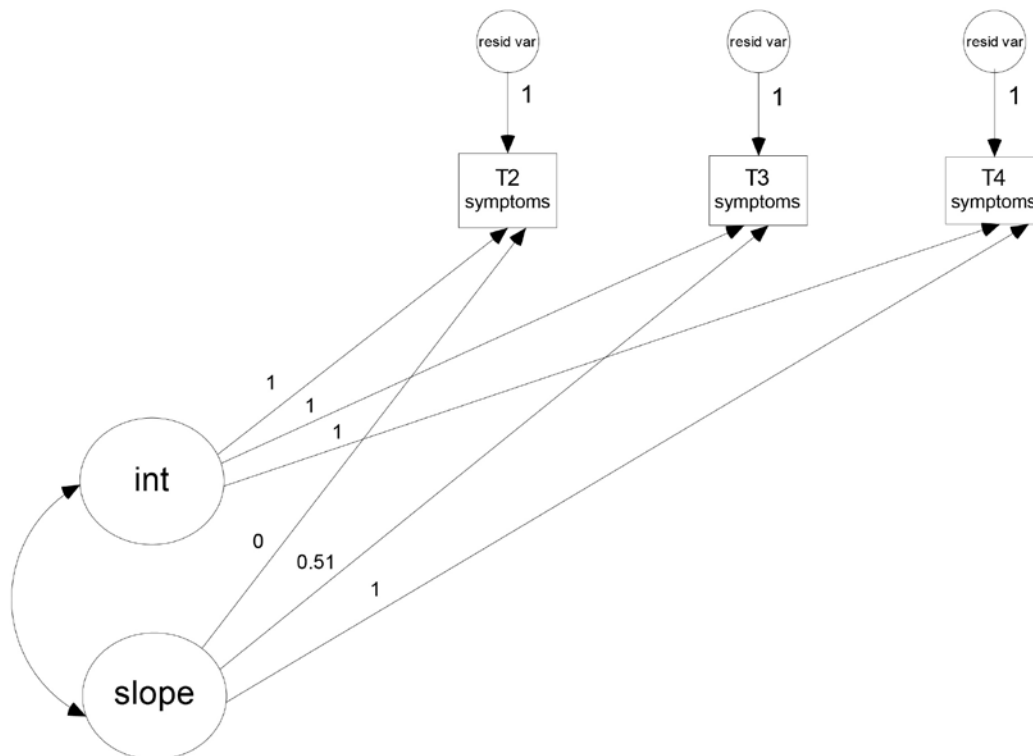 resid var
resid var
resid var
1
1
1
T2
symptoms
T3
symptoms
T4
symptoms
1
1
1
int
0
0.51
1
slope